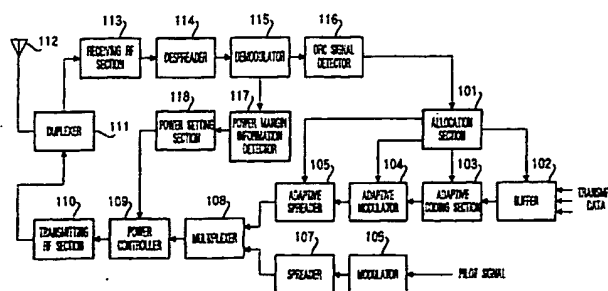 113
114
115
116
112
RECEIVING RF
SECTION
DESPREADER
DEMODULATOR
DRC SIGNAL
DETECTOR
118
117
101
DUPLEXER
111
POWER SETTING
SECTION
POWER MARGIN
INFORMATION
DETECTOR
ALLOCATION
SECTION
105
104
103
102
110
109
108
ADAPTIVE
SPREADER
ADAPTIVE
MODULATOR
ADAPTIVE
CODING SECTION
BUFFER
DATA
TRANSMITTING
RF SECTION
POWER
CONTROLLER
MULTIPLEXER
107
106
SPREADER
MODULATOR
PILOT SIGNAL